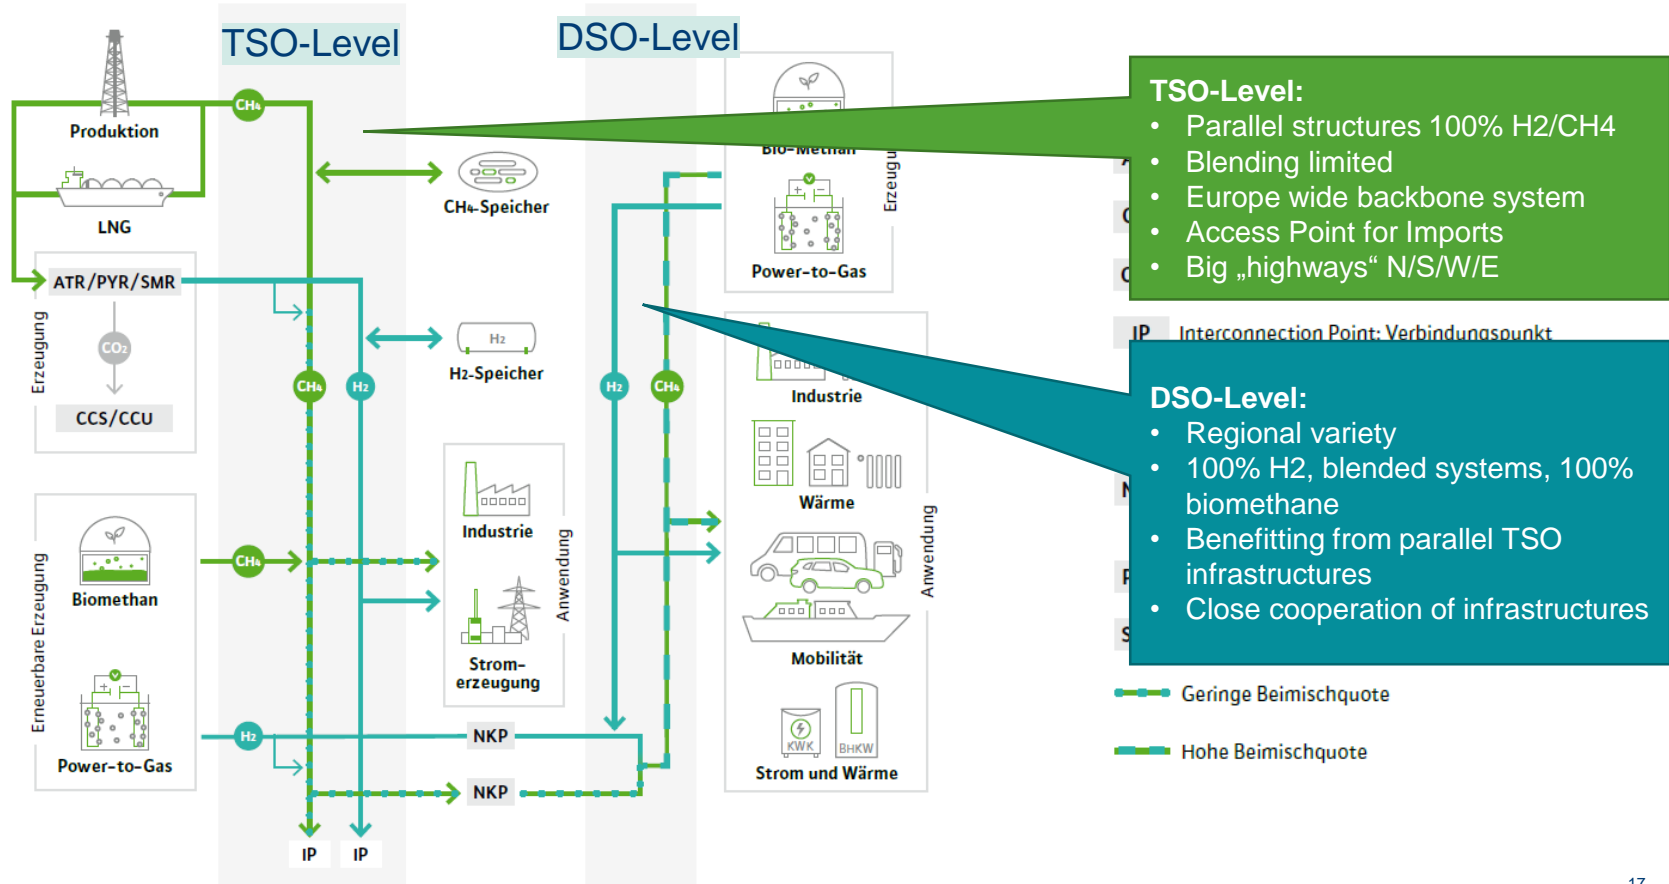 TSO-Level
DSO-Level
Produktion
LNG
CH4
CH4-Speicher
ATR/PYR/SMR
CO2
CCS/CCU
Erzeugung
H2
H2-Speicher
CH4
H2
Biomethan
CH4
Power-to-Gas
Erneuerbare Erzeugung
H2
Industrie
Strom-
erzeugung
Anwendung
NKP
NKP
IP
IP
Bio-Methan
Power-to-Gas
H2
CH4
Industrie
Wärme
Mobilität
KWK
BHKW
Strom und Wärme
Anwendung
TSO-Level:
• Parallel structures 100% H2/CH4
• Blending limited
• Europe wide backbone system
• Access Point for Imports
• Big „highways“ N/S/W/E
IP Interconnection Point: Verbindungspunkt
DSO-Level:
• Regional variety
• 100% H2, blended systems, 100%
biomethane
• Benefitting from parallel TSO
infrastructures
• Close cooperation of infrastructures
Geringe Beimischquote
Hohe Beimischquote
17